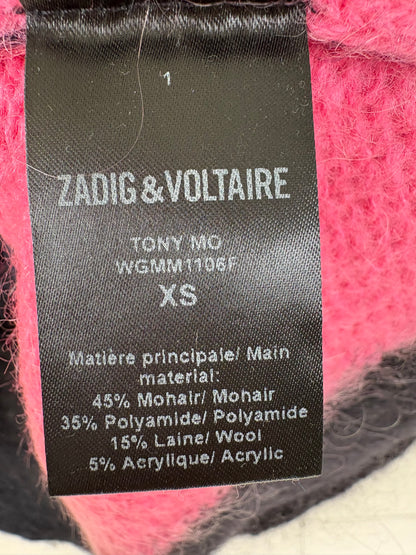 1
ZADIG & VOLTAIRE
TONY MO
WGMM1106F
XS
Matière principale/ Main
material:
45% Mohair/ Mohair
35% Polyamide/ Polyamide
15% Laine/ Wool
5% Acrylique/ Acrylic